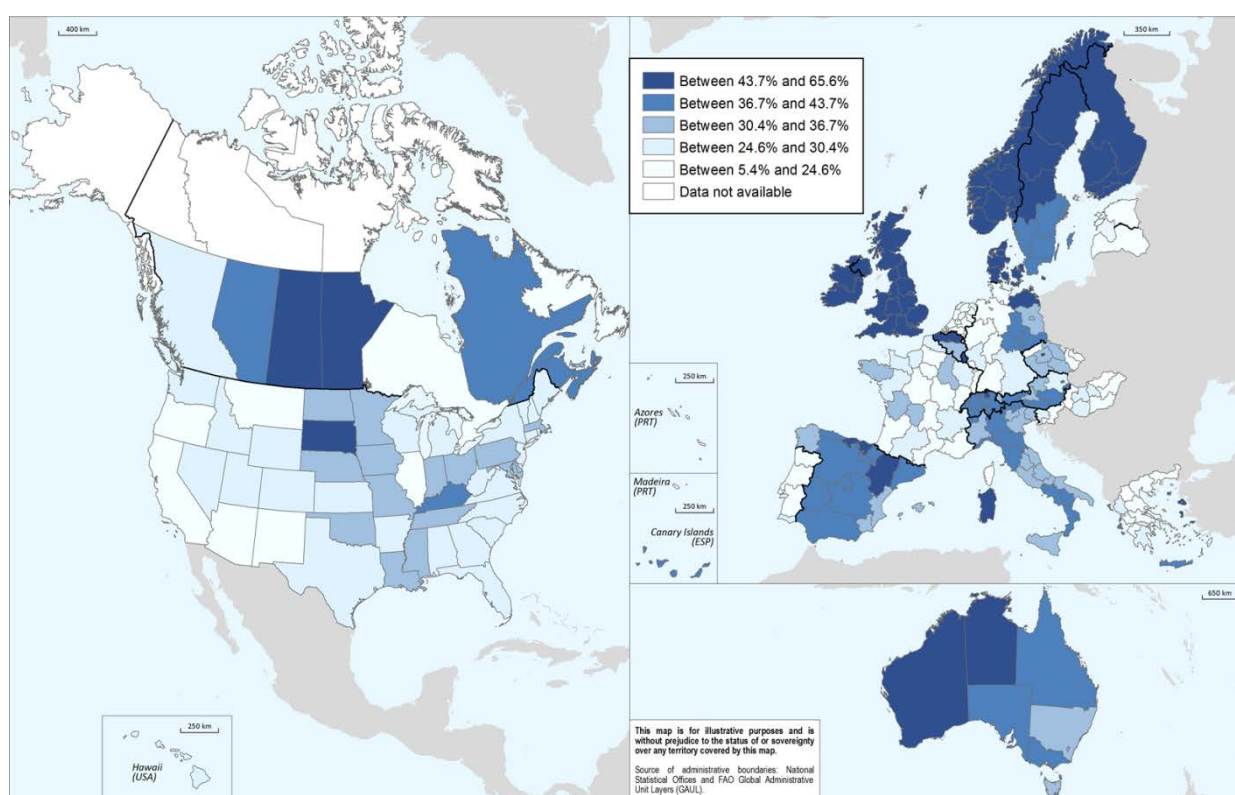 400 km
350 km
Between 43.7% and 65.6%
Between 36.7% and 43.7%
Between 30.4% and 36.7%
Between 24.6% and 30.4%
Between 5.4% and 24.6%
Data not available
250 km
Azores
(PRT)
Madeira
(PRT)
250 km
Canary Islands
(ESP)
650 km
250 km
Hawaii
(USA)
This map is for illustrative purposes and is
without prejudice to the status of or sovereignty
over any territory covered by this map.
Source of administrative boundaries: National
Statistical Offices and FAO Global Administrative
Unit Layers (GAUL).